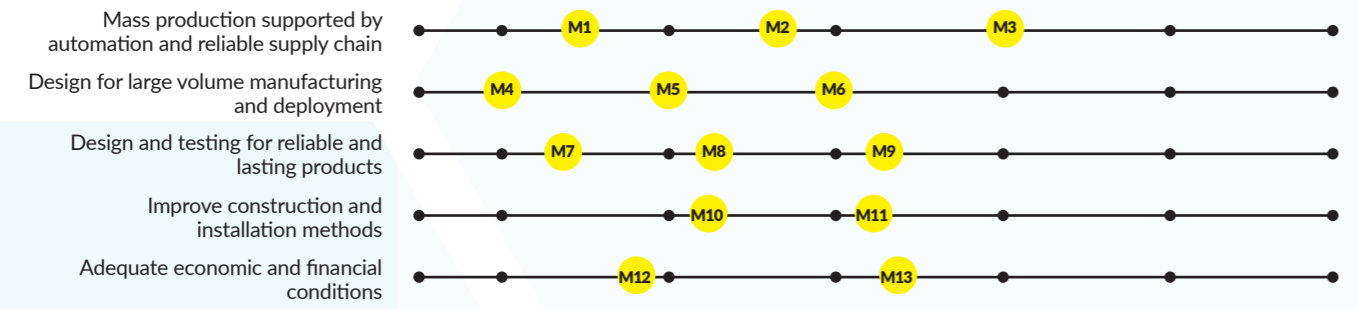 Mass production supported by
automation and reliable supply chain
M1 M2 M3
Design for large volume manufacturing
and deployment
M4 M5 M6
Design and testing for reliable and
lasting products
M7 M8 M9
Improve construction and
installation methods
M10 M11
Adequate economic and financial
conditions
M12 M13